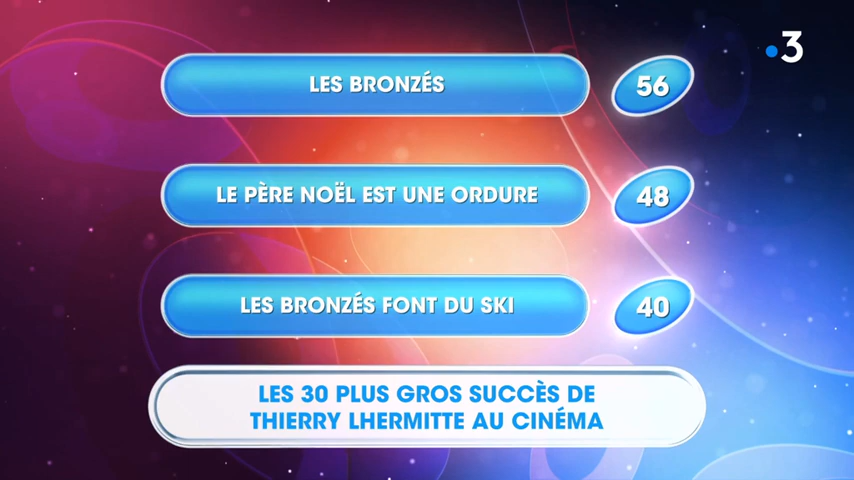 3
LES BRONZÉS 56
LE PÈRE NOËL EST UNE ORDURE 48
LES BRONZÉS FONT DU SKI 40
LES 30 PLUS GROS SUCCÈS DE
THIERRY LHERMITTE AU CINÉMA